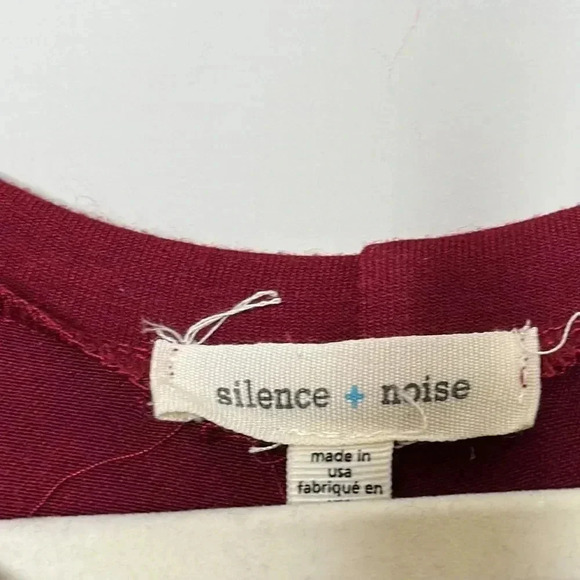 silence + noise
made in
usa
fabriqué en